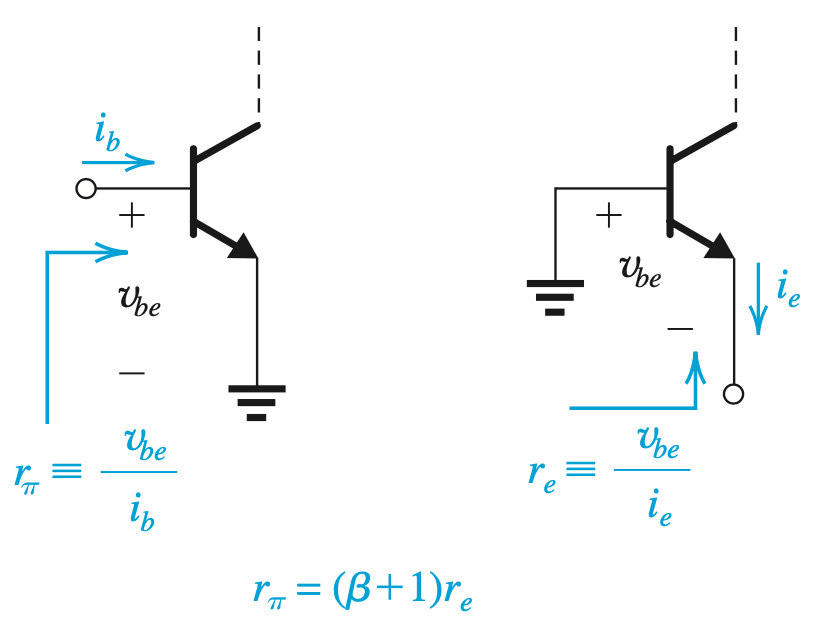 i_b
+
v_be
−
r_π ≡ v_be / i_b
+
v_be
−
i_e
r_e ≡ v_be / i_e
r_π = (β+1)r_e